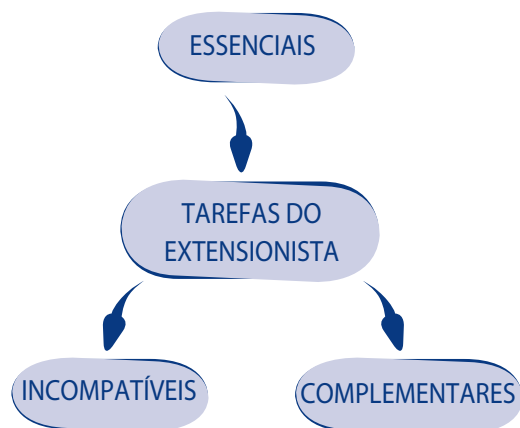 ESSENCIAIS
TAREFAS DO
EXTENSIONISTA
INCOMPATÍVEIS
COMPLEMENTARES